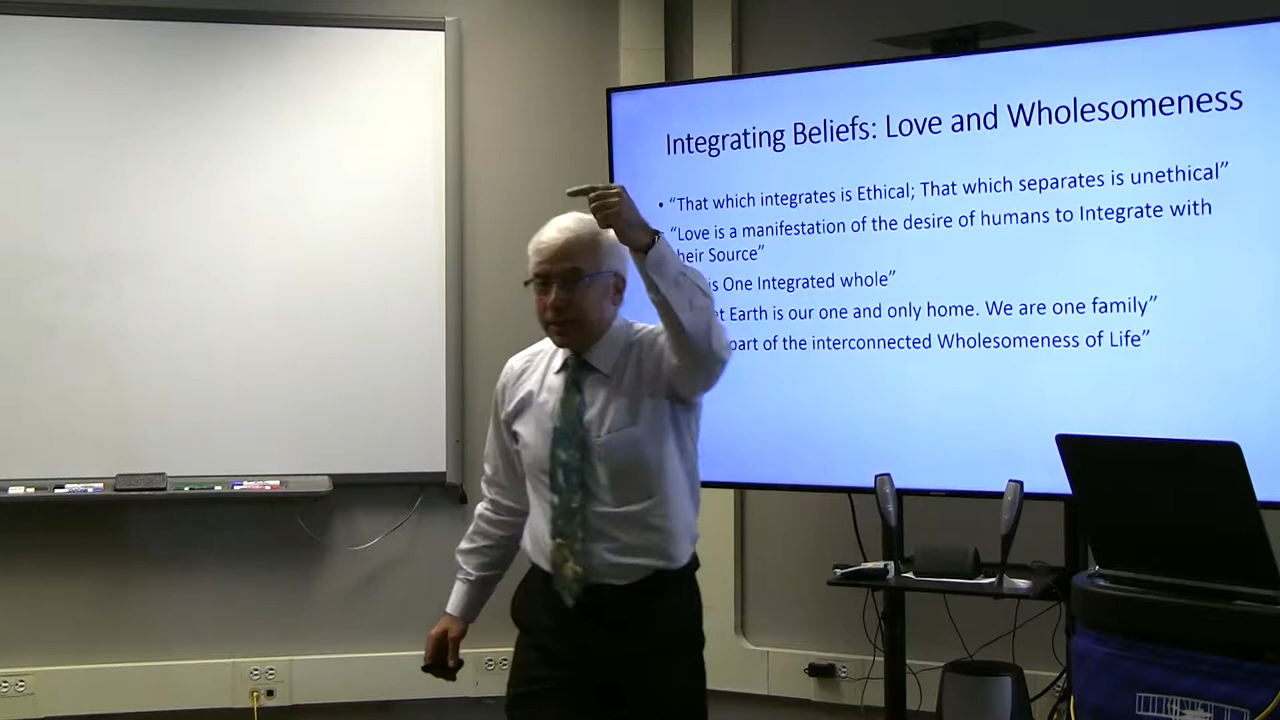 Integrating Beliefs: Love and Wholesomeness
• “That which integrates is Ethical; That which separates is unethical”
“Love is a manifestation of the desire of humans to Integrate with
heir Source”
is One Integrated whole”
et Earth is our one and only home. We are one family”
part of the interconnected Wholesomeness of Life”